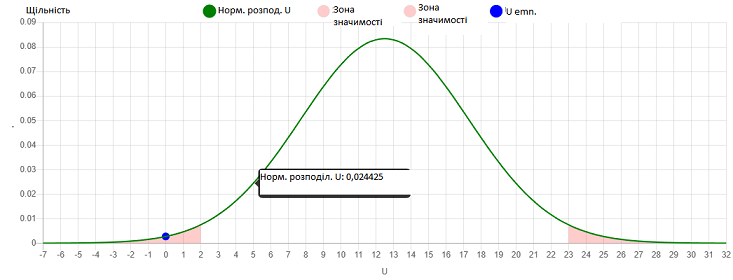 Щільність
Норм. розпод. U
Зона
значимості
Зона
значимості
U emп.
0.09
0.08
0.07
0.06
0.05
0.04
0.03
0.02
0.01
0
Норм. розподіл. U: 0,024425
-7 -6 -5 -4 -3 -2 -1 0 1 2 3 4 5 6 7 8 9 10 11 12 13 14 15 16 17 18 19 20 21 22 23 24 25 26 27 28 29 30 31 32
U